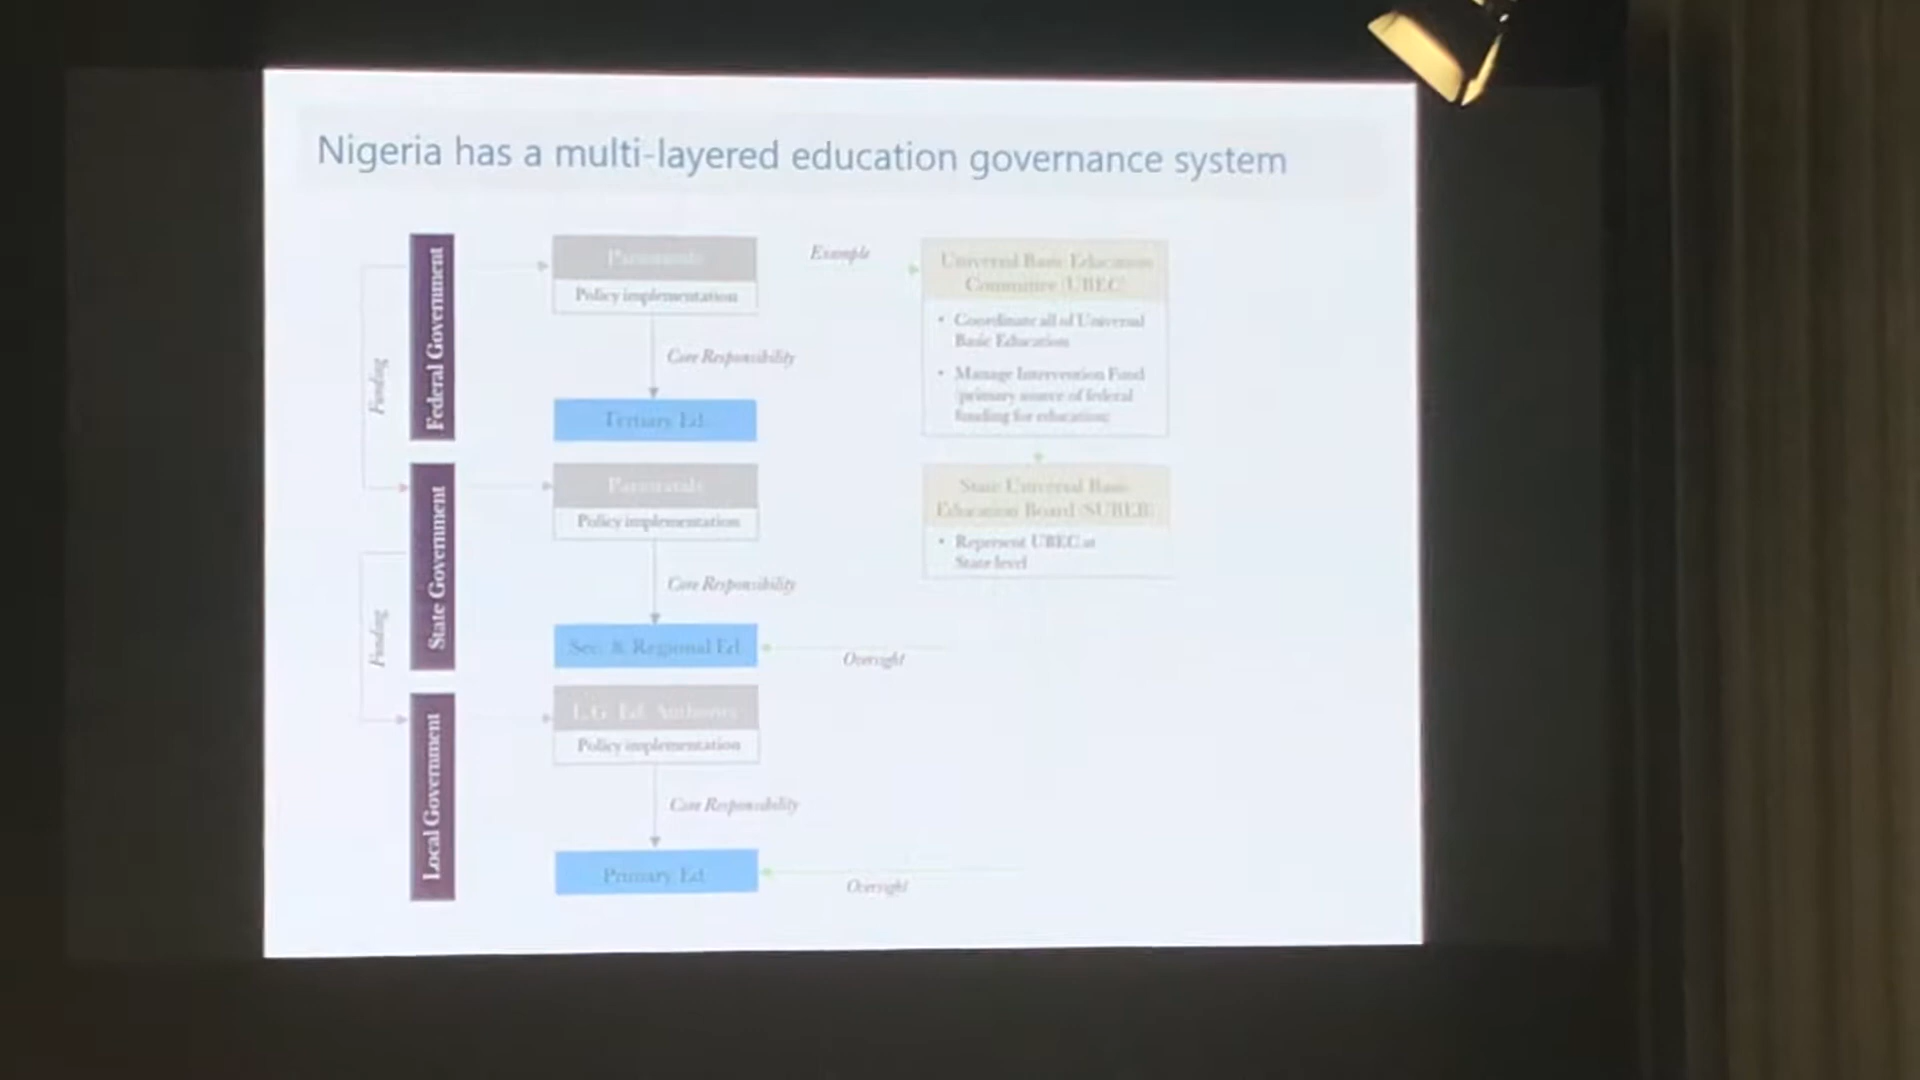 Nigeria has a multi-layered education governance system
Federal Government
Funding
Parastatals
Policy implementation
Core Responsibility
Tertiary Ed.
Example
Universal Basic Education
Committee (UBEC)
• Coordinate all of Universal
Basic Education
• Manage Intervention Fund
(primary source of federal
funding for education)
State Government
Funding
Parastatals
Policy implementation
Core Responsibility
Sec. & Regional Ed.
State Universal Basic
Education Board (SUBEB)
• Represent UBEC at
State level
Oversight
Local Government
L.G. Ed. Authority
Policy implementation
Core Responsibility
Primary Ed.
Oversight